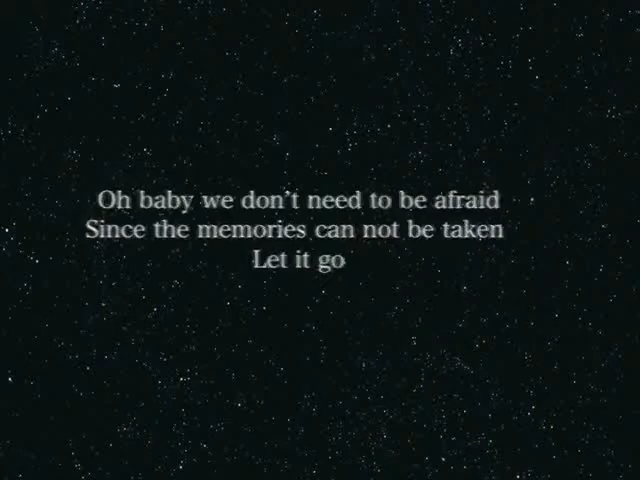 Oh baby we don't need to be afraid
Since the memories can not be taken
Let it go